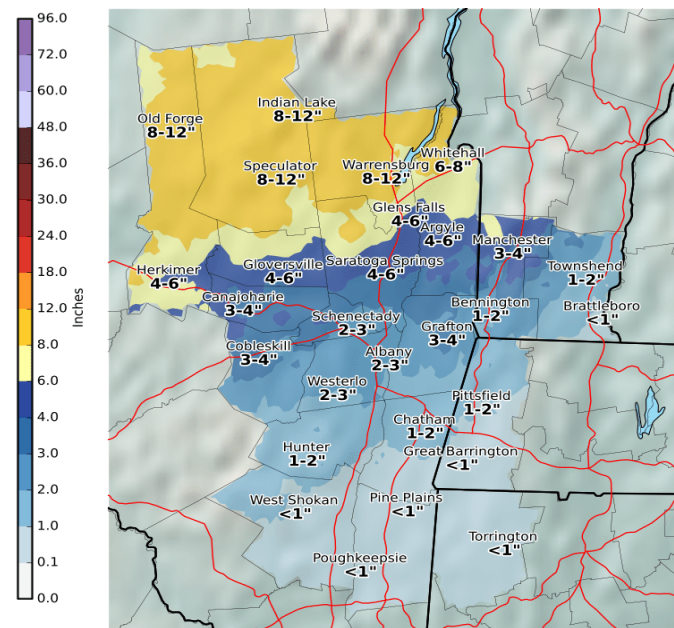 96.0
72.0
60.0
48.0
36.0
30.0
24.0
18.0
12.0
10.0
8.0
6.0
4.0
3.0
2.0
1.0
0.1
0.0
Inches
Indian Lake
8-12"
Old Forge
8-12"
Whitehall
6-8"
Speculator
8-12"
Warrensburg
8-12"
Glens Falls
4-6"
Argyle
4-6"
Manchester
3-4"
Herkimer
4-6"
Gloversville
4-6"
Saratoga Springs
4-6"
Townshend
1-2"
Canajoharie
3-4"
Bennington
1-2"
Brattleboro
<1"
Schenectady
2-3"
Grafton
3-4"
Cobleskill
3-4"
Albany
2-3"
Westerlo
2-3"
Pittsfield
1-2"
Chatham
1-2"
Hunter
1-2"
Great Barrington
<1"
West Shokan
<1"
Pine Plains
<1"
Torrington
<1"
Poughkeepsie
<1"